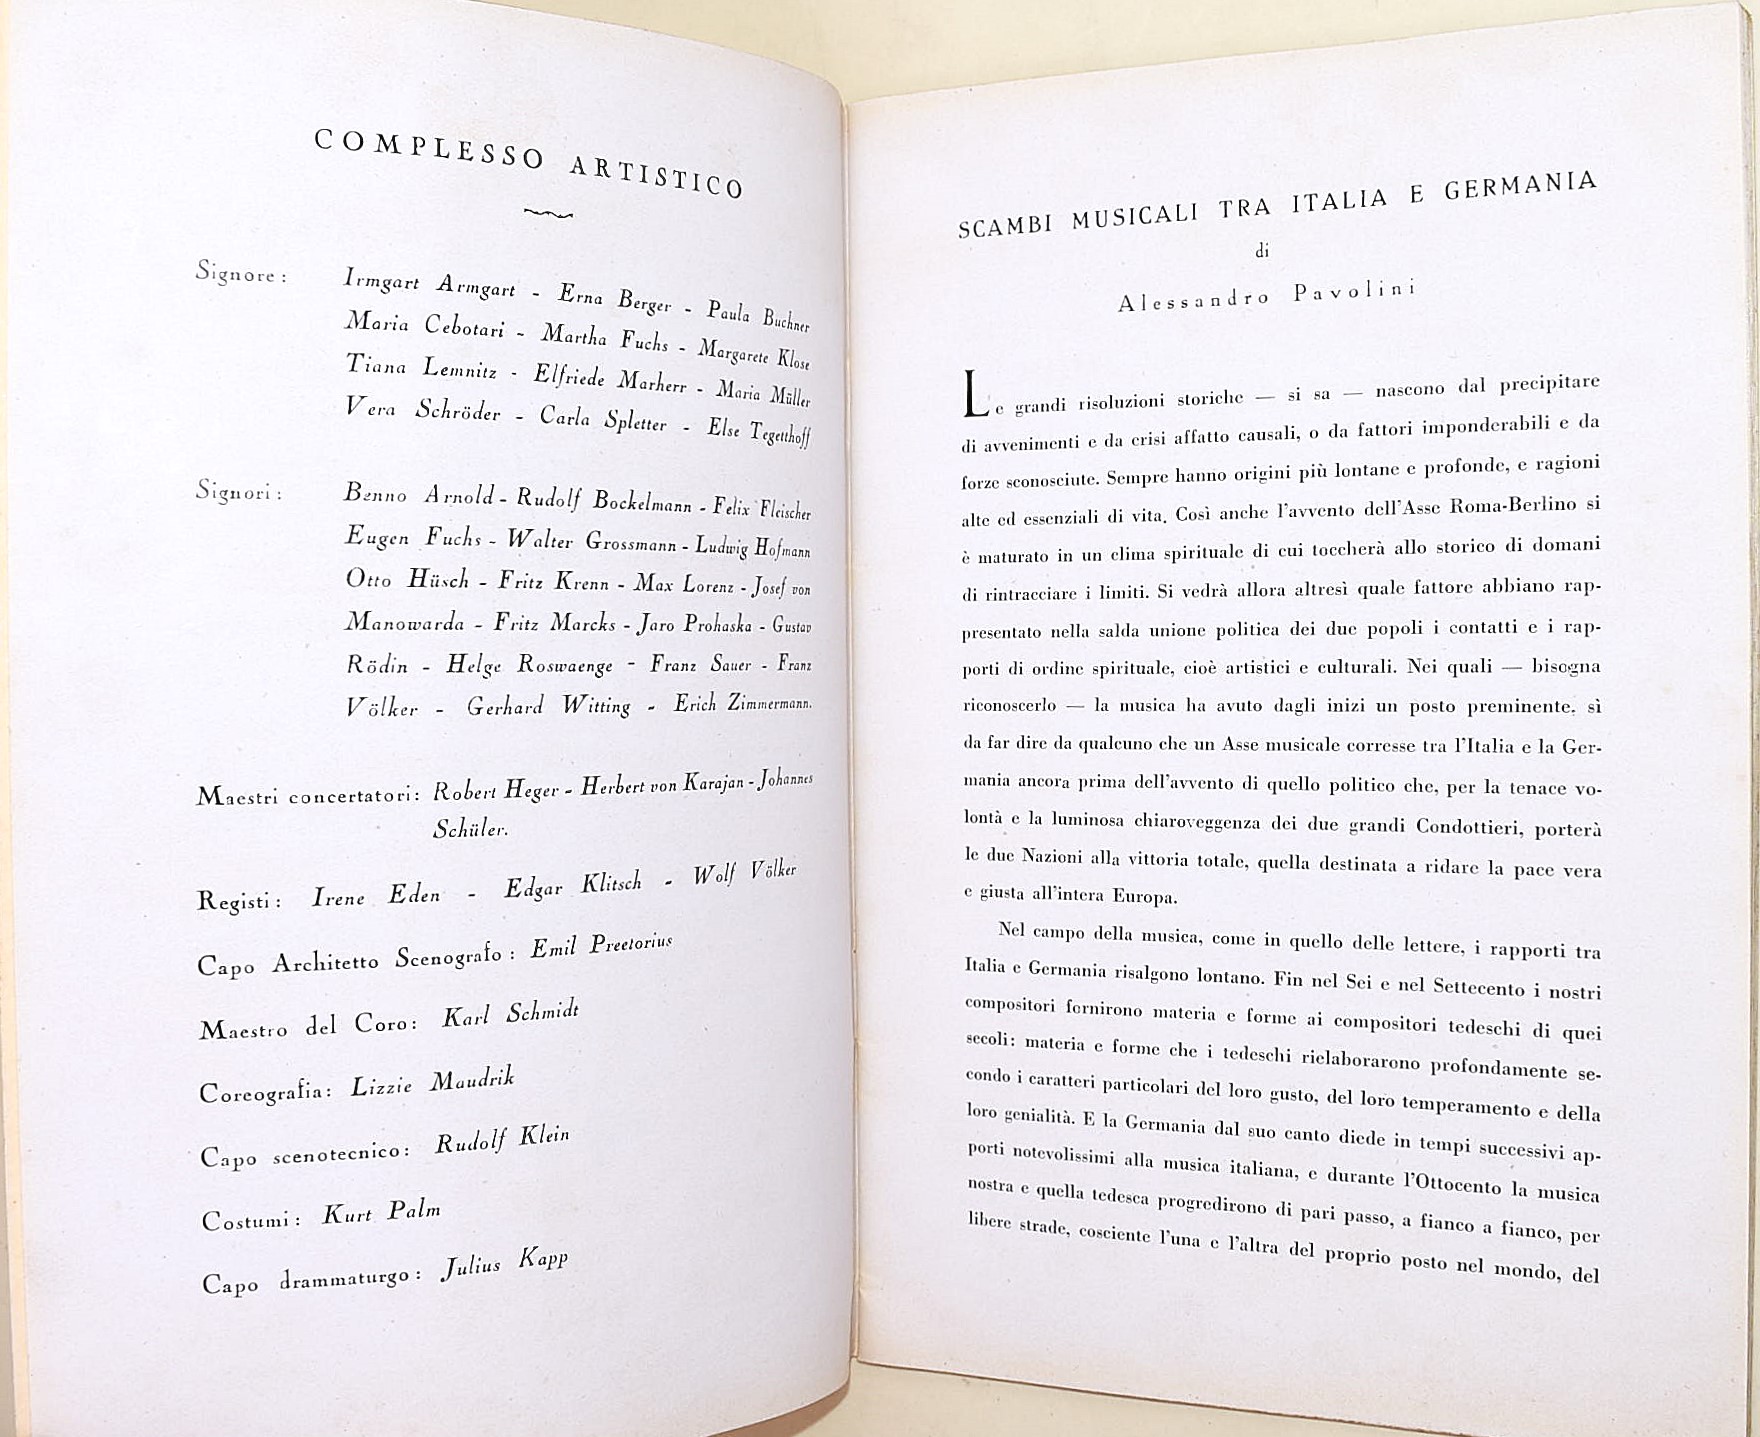 COMPLESSO ARTISTICO
Signore: Irmgart Armgart - Erna Berger - Paula Buchner
Maria Cebotari - Martha Fuchs - Margarete Klose
Tiana Lemnitz - Elfriede Marherr - Maria Müller
Vera Schröder - Carla Spletter - Else Tegetthoff
Signori: Benno Arnold - Rudolf Bockelmann - Felix Fleischer
Eugen Fuchs - Walter Grossmann - Ludwig Hofmann
Otto Hüsch - Fritz Krenn - Max Lorenz - Josef von
Manowarda - Fritz Marcks - Jaro Prohaska - Gustav
Rödin - Helge Roswaenge - Franz Sauer - Franz
Völker - Gerhard Witting - Erich Zimmermann.
Maestri concertatori: Robert Heger - Herbert von Karajan - Johannes
Schüler.
Registi: Irene Eden - Edgar Klitsch - Wolf Völker
Capo Architetto Scenografo: Emil Preetorius
Maestro del Coro: Karl Schmidt
Coreografia: Lizzie Maudrik
Capo scenotecnico: Rudolf Klein
Costumi: Kurt Palm
Capo drammaturgo: Julius Kapp
SCAMBI MUSICALI TRA ITALIA E GERMANIA
di
Alessandro Pavolini
Le grandi risoluzioni storiche — si sa — nascono dal precipitare
di avvenimenti e da crisi affatto causali, o da fattori imponderabili e da
forze sconosciute. Sempre hanno origini più lontane e profonde, e ragioni
alte ed essenziali di vita. Così anche l'avvento dell'Asse Roma-Berlino si
è maturato in un clima spirituale di cui toccherà allo storico di domani
di rintracciare i limiti. Si vedrà allora altresì quale fattore abbiano rap-
presentato nella salda unione politica dei due popoli i contatti e i rap-
porti di ordine spirituale, cioè artistici e culturali. Nei quali — bisogna
riconoscerlo — la musica ha avuto dagli inizi un posto preminente, sì
da far dire da qualcuno che un Asse musicale corresse tra l'Italia e la Ger-
mania ancora prima dell'avvento di quello politico che, per la tenace vo-
lontà e la luminosa chiaroveggenza dei due grandi Condottieri, porterà
le due Nazioni alla vittoria totale, quella destinata a ridare la pace vera
e giusta all'intera Europa.
Nel campo della musica, come in quello delle lettere, i rapporti tra
Italia e Germania risalgono lontano. Fin nel Sei e nel Settecento i nostri
compositori fornirono materia e forme ai compositori tedeschi di quei
secoli: materia e forme che i tedeschi rielaborarono profondamente se-
condo i caratteri particolari del loro gusto, del loro temperamento e della
loro genialità. E la Germania dal suo canto diede in tempi successivi ap-
porti notevolissimi alla musica italiana, e durante l'Ottocento la musica
nostra e quella tedesca progredirono di pari passo, a fianco a fianco, per
libere strade, cosciente l'una e l'altra del proprio posto nel mondo, del